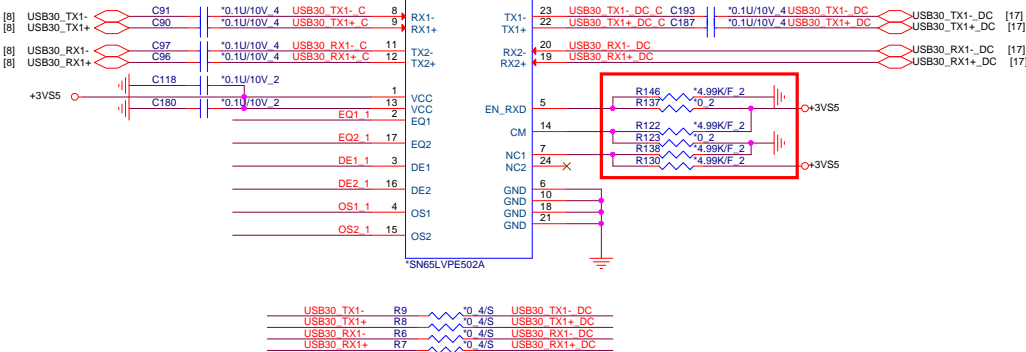 [8] USB30_TX1- C91 *0.1U/10V_4 USB30_TX1-_C 8 RX1- TX1- 23 USB30_TX1-_DC_C C193 *0.1U/10V_4 USB30_TX1-_DC USB30_TX1-_DC [17]
[8] USB30_TX1+ C90 *0.1U/10V_4 USB30_TX1+_C 9 RX1+ TX1+ 22 USB30_TX1+_DC_C C187 *0.1U/10V_4 USB30_TX1+_DC USB30_TX1+_DC [17]
[8] USB30_RX1- C97 *0.1U/10V_4 USB30_RX1-_C 11 TX2- RX2- 20 USB30_RX1-_DC USB30_RX1-_DC [17]
[8] USB30_RX1+ C96 *0.1U/10V_4 USB30_RX1+_C 12 TX2+ RX2+ 19 USB30_RX1+_DC USB30_RX1+_DC [17]
C118 *0.1U/10V_2
+3VS5 1 VCC R146 *4.99K/F_2
C180 *0.1U/10V_2 13 VCC EN_RXD 5 R137 *0_2 +3VS5
EQ1_1 2 EQ1
CM 14 R122 *4.99K/F_2
EQ2_1 17 EQ2 R123 *0_2
NC1 7 R138 *4.99K/F_2
DE1_1 3 DE1 NC2 24 R130 *4.99K/F_2 +3VS5
DE2_1 16 DE2 GND 6
GND 10
OS1_1 4 OS1 GND 18
GND 21
OS2_1 15 OS2
*SN65LVPE502A
USB30_TX1- R9 *0_4/S USB30_TX1-_DC
USB30_TX1+ R8 *0_4/S USB30_TX1+_DC
USB30_RX1- R6 *0_4/S USB30_RX1-_DC
USB30_RX1+ R7 *0_4/S USB30_RX1+_DC